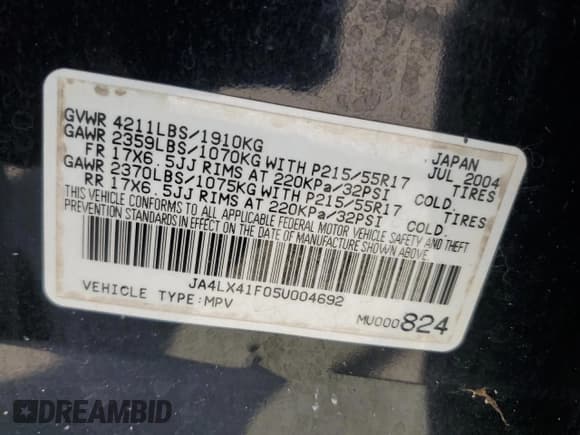 JAPAN
JUL 2004
GVWR 4211LBS/1910KG
GAWR 2359LBS/1070KG WITH P215/55R17 TIRES
FR 17X6.5JJ RIMS AT 220KPa/32PSI COLD.
GAWR 2370LBS/1075KG WITH P215/55R17 TIRES
RR 17X6.5JJ RIMS AT 220KPa/32PSI COLD.
THIS VEHICLE CONFORMS TO ALL APPLICABLE FEDERAL MOTOR VEHICLE SAFETY AND THEFT
PREVENTION STANDARDS IN EFFECT ON THE DATE OF MANUFACTURE SHOWN ABOVE.
JA4LX41F05U004692
VEHICLE TYPE:MPV
MU000824
DREAMBID